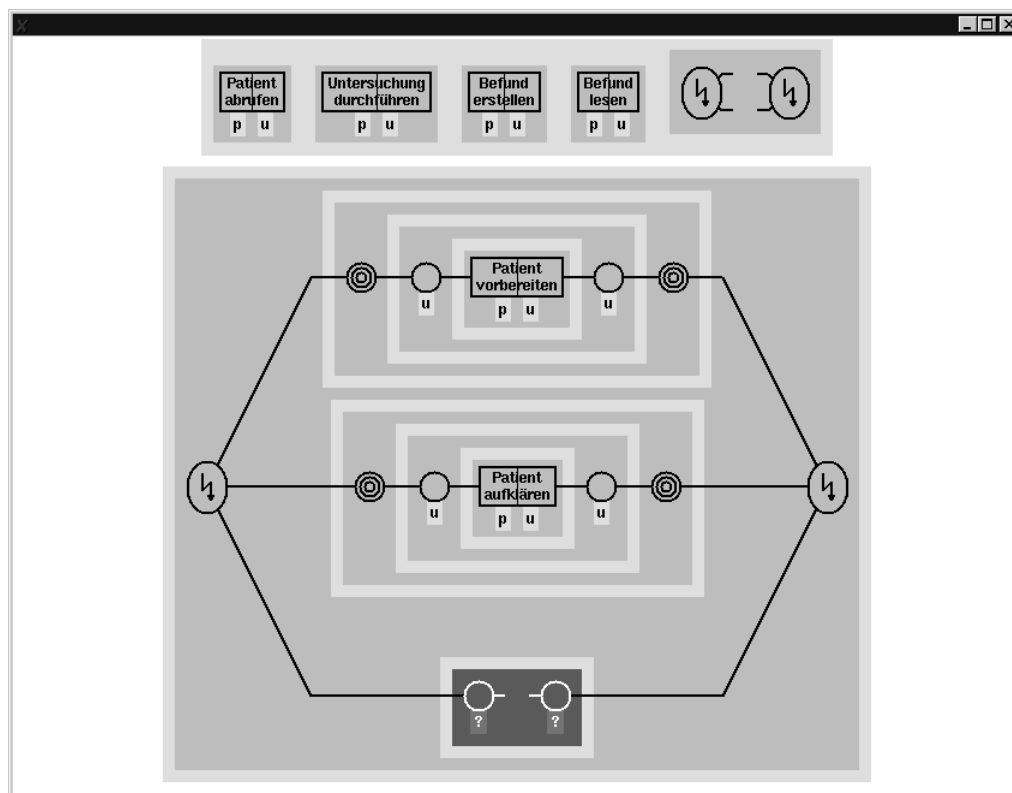 Patient
abrufen
p u
Untersuchung
durchführen
p u
Befund
erstellen
p u
Befund
lesen
p u
Patient
vorbereiten
u
p u
u
Patient
aufklären
u
p u
u
? ?